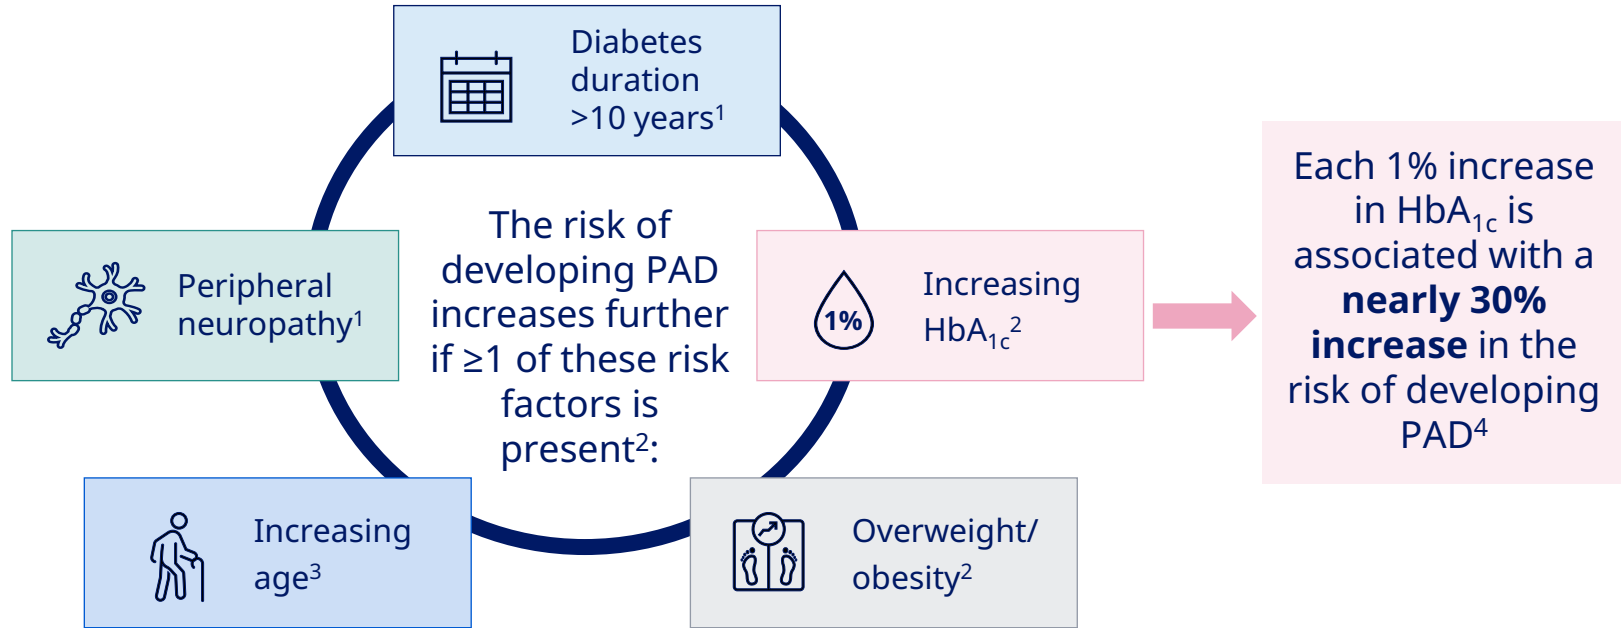 Diabetes
duration
>10 years¹
Peripheral
neuropathy¹
The risk of
developing PAD
increases further
if ≥1 of these risk
factors is
present²:
1%
Increasing
HbA₁c²
Each 1% increase
in HbA₁c is
associated with a
nearly 30%
increase in the
risk of developing
PAD⁴
Increasing
age³
Overweight/
obesity²